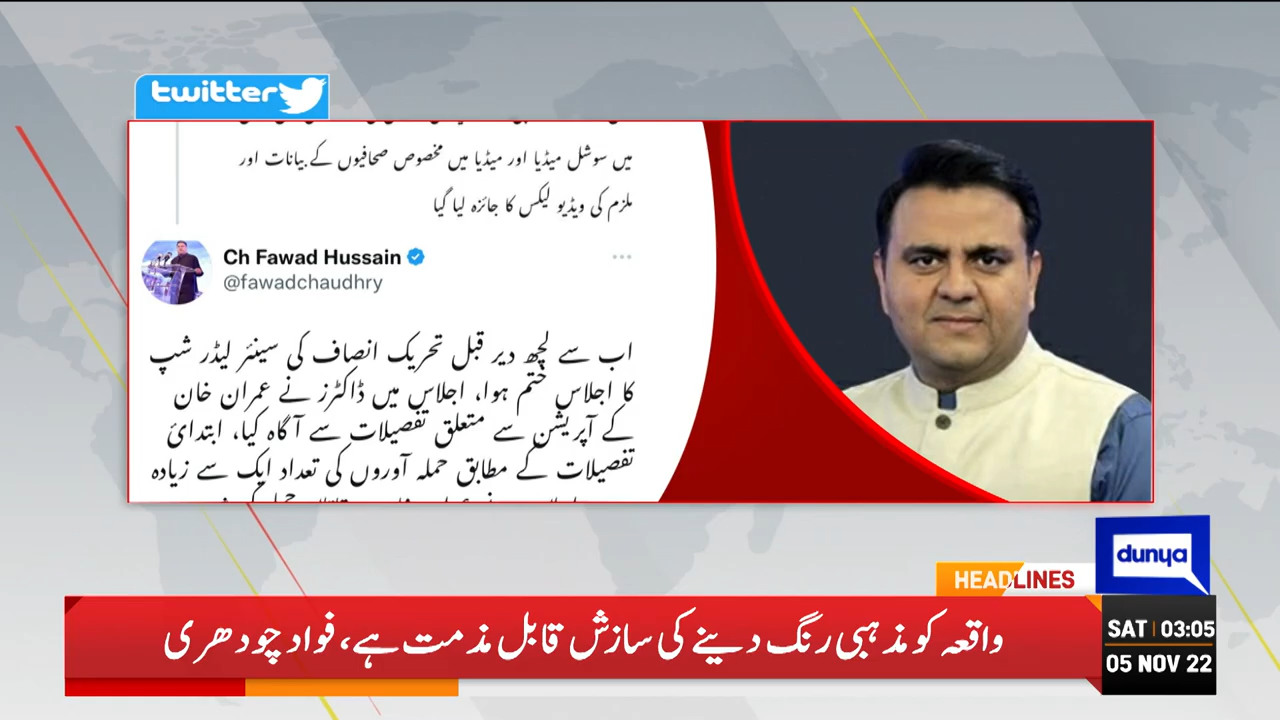 twitter
میں سوشل میڈیا اور میڈیا میں مخصوص صحافیوں کے بیانات اور
ملزم کی ویڈیو لیکس کا جائزہ لیا گیا
Ch Fawad Hussain
@fawadchaudhry
اب سے کچھ دیر قبل تحریک انصاف کی سینئر لیڈر شپ
کا اجلاس ختم ہوا، اجلاس میں ڈاکٹرز نے عمران خان
کے آپریشن سے متعلق تفصیلات سے آگاہ کیا، ابتدائ
تفصیلات کے مطابق حملہ آوروں کی تعداد ایک سے زیادہ
dunya
HEADLINES
واقعہ کو مذہبی رنگ دینے کی سازش قابل مذمت ہے، فواد چودھری
SAT 03:05
05 NOV 22